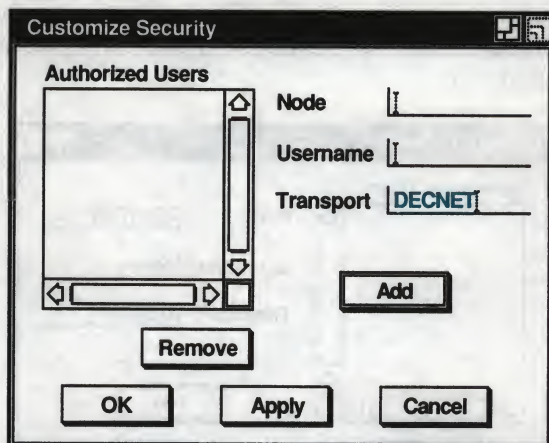 Customize Security
Authorized Users
Node
Username
Transport DECNET
Add
Remove
OK Apply Cancel